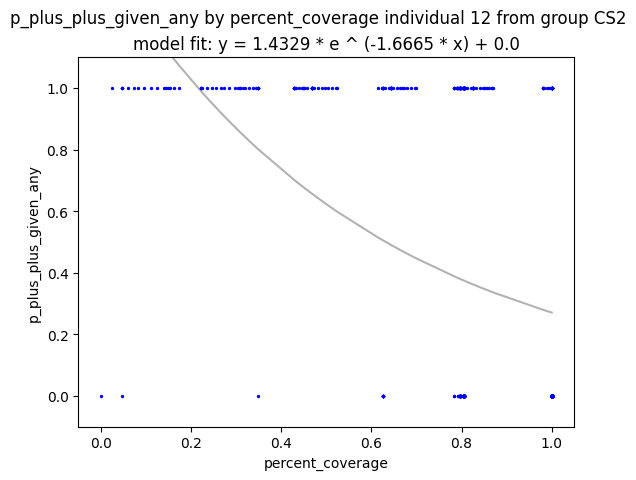 p_plus_plus_given_any by percent_coverage individual 12 from group CS2
model fit: y = 1.4329 * e ^ (-1.6665 * x) + 0.0
1.0
0.8
0.6
0.4
0.2
0.0
p_plus_plus_given_any
0.0 0.2 0.4 0.6 0.8 1.0
percent_coverage